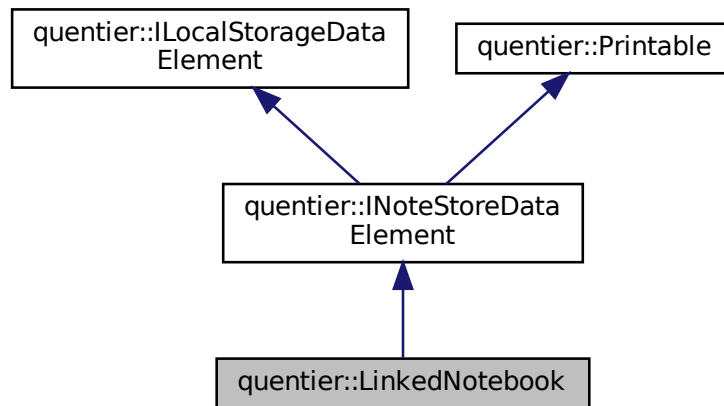 quentier::ILocalStorageData
Element
quentier::Printable
quentier::INoteStoreData
Element
quentier::LinkedNotebook